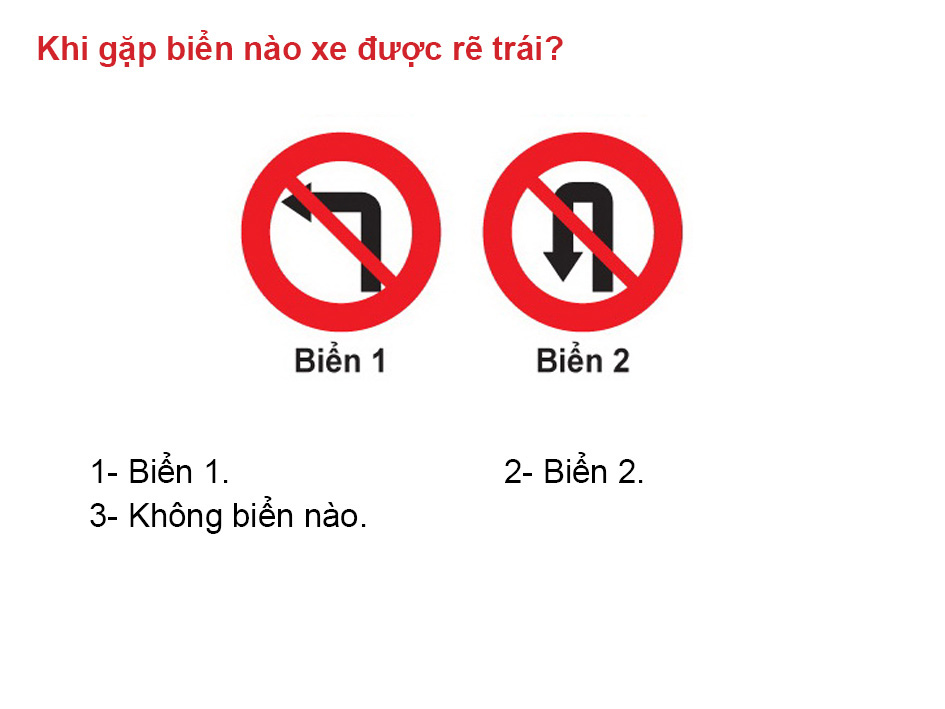 Khi gặp biển nào xe được rẽ trái?
Biển 1 Biển 2
1- Biển 1. 2- Biển 2.
3- Không biển nào.